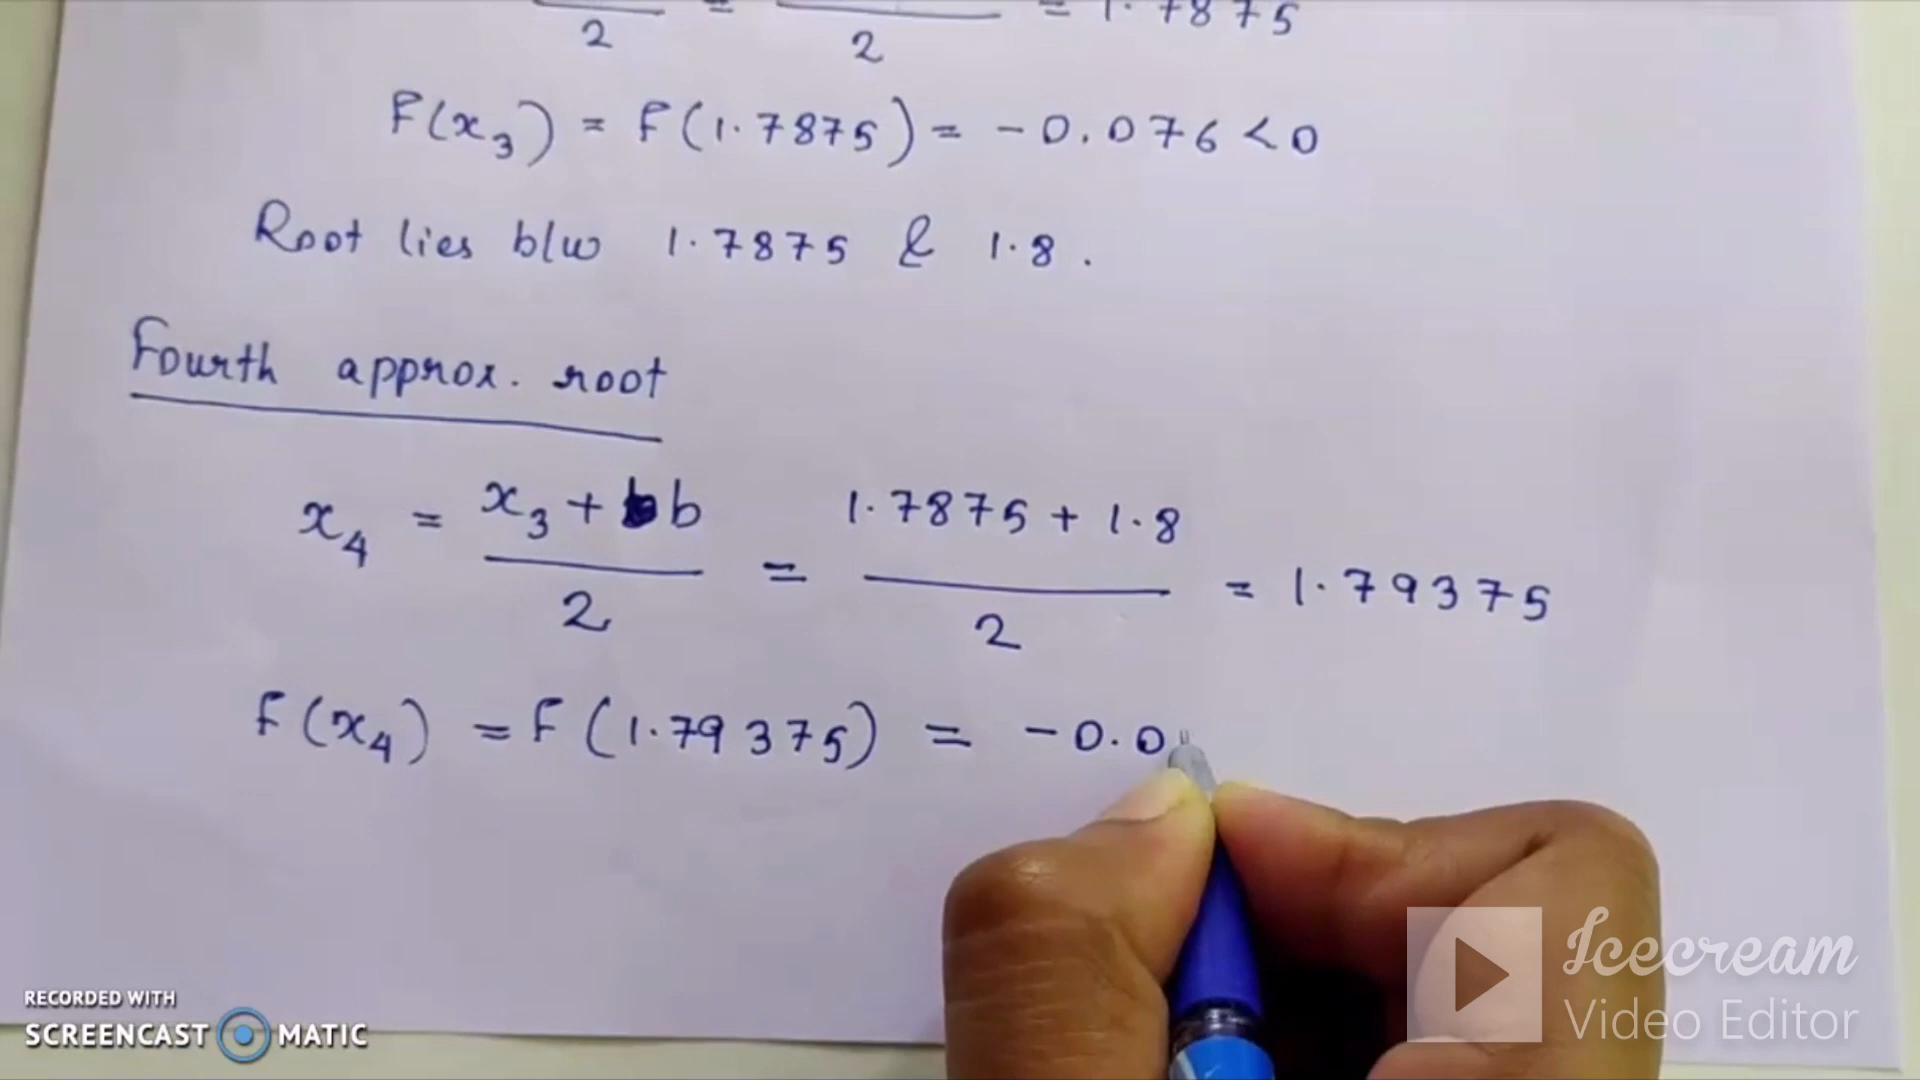 2 = 2 = 1.7875
F(x₃) = F(1.7875) = -0.076 < 0
Root lies b/w 1.7875 & 1.8.
Fourth approx. root
x₄ = x₃ + b / 2 = 1.7875 + 1.8 / 2 = 1.79375
F(x₄) = F(1.79375) = -0.0
RECORDED WITH
SCREENCAST MATIC
Icecream
Video Editor